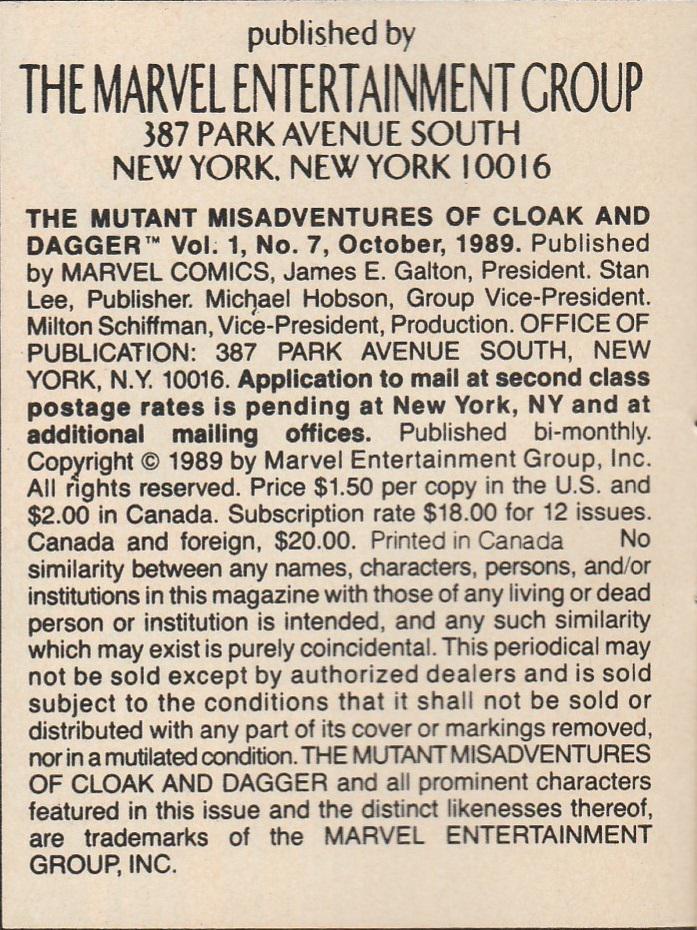 published by
THE MARVEL ENTERTAINMENT GROUP
387 PARK AVENUE SOUTH
NEW YORK, NEW YORK 10016
THE MUTANT MISADVENTURES OF CLOAK AND
DAGGER™ Vol. 1, No. 7, October, 1989. Published
by MARVEL COMICS, James E. Galton, President. Stan
Lee, Publisher. Michael Hobson, Group Vice-President.
Milton Schiffman, Vice-President, Production. OFFICE OF
PUBLICATION: 387 PARK AVENUE SOUTH, NEW
YORK, N.Y. 10016. Application to mail at second class
postage rates is pending at New York, NY and at
additional mailing offices. Published bi-monthly.
Copyright © 1989 by Marvel Entertainment Group, Inc.
All rights reserved. Price $1.50 per copy in the U.S. and
$2.00 in Canada. Subscription rate $18.00 for 12 issues.
Canada and foreign, $20.00. Printed in Canada No
similarity between any names, characters, persons, and/or
institutions in this magazine with those of any living or dead
person or institution is intended, and any such similarity
which may exist is purely coincidental. This periodical may
not be sold except by authorized dealers and is sold
subject to the conditions that it shall not be sold or
distributed with any part of its cover or markings removed,
nor in a mutilated condition. THE MUTANT MISADVENTURES
OF CLOAK AND DAGGER and all prominent characters
featured in this issue and the distinct likenesses thereof,
are trademarks of the MARVEL ENTERTAINMENT
GROUP, INC.